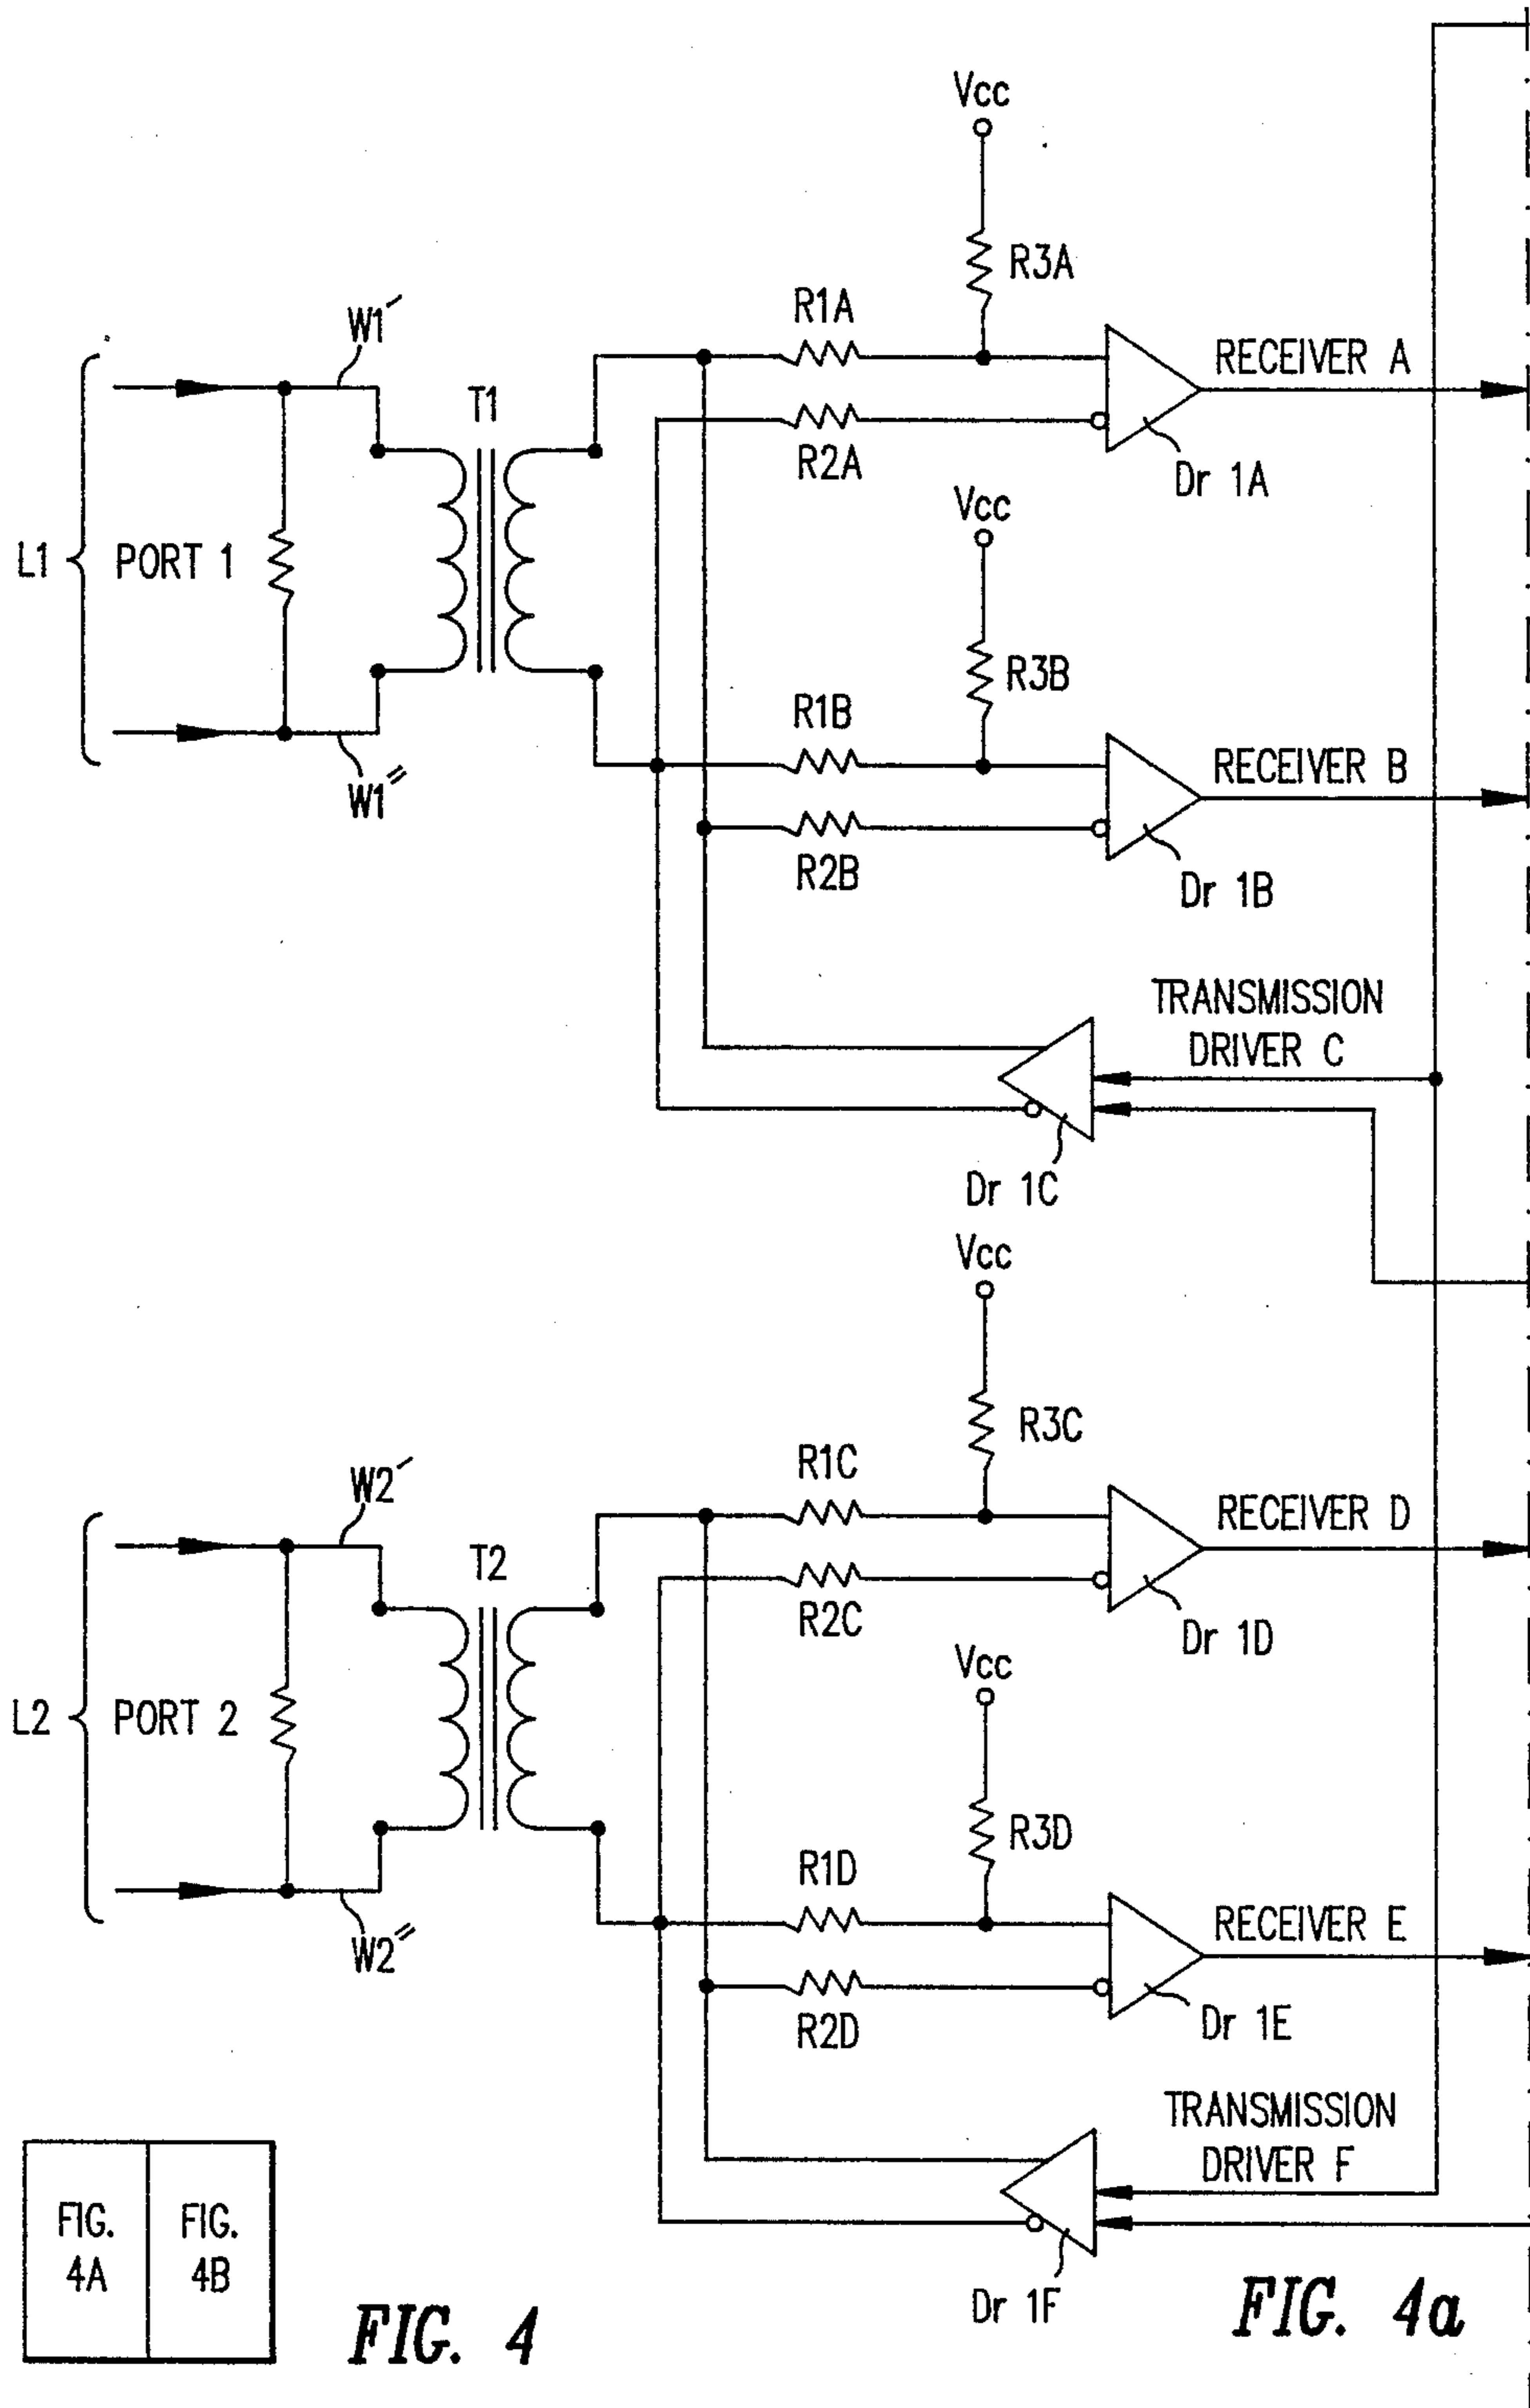 Vcc
R3A
R1A
RECEIVER A
W1′
T1
R2A
Dr 1A
Vcc
L1
PORT 1
R3B
R1B
RECEIVER B
W1″
R2B
Dr 1B
TRANSMISSION
DRIVER C
Dr 1C
Vcc
R3C
R1C
W2′
RECEIVER D
T2
R2C
Dr 1D
Vcc
L2
PORT 2
R3D
R1D
RECEIVER E
W2″
R2D
Dr 1E
TRANSMISSION
DRIVER F
FIG.
4A
FIG.
4B
Dr 1F
FIG. 4
FIG. 4a